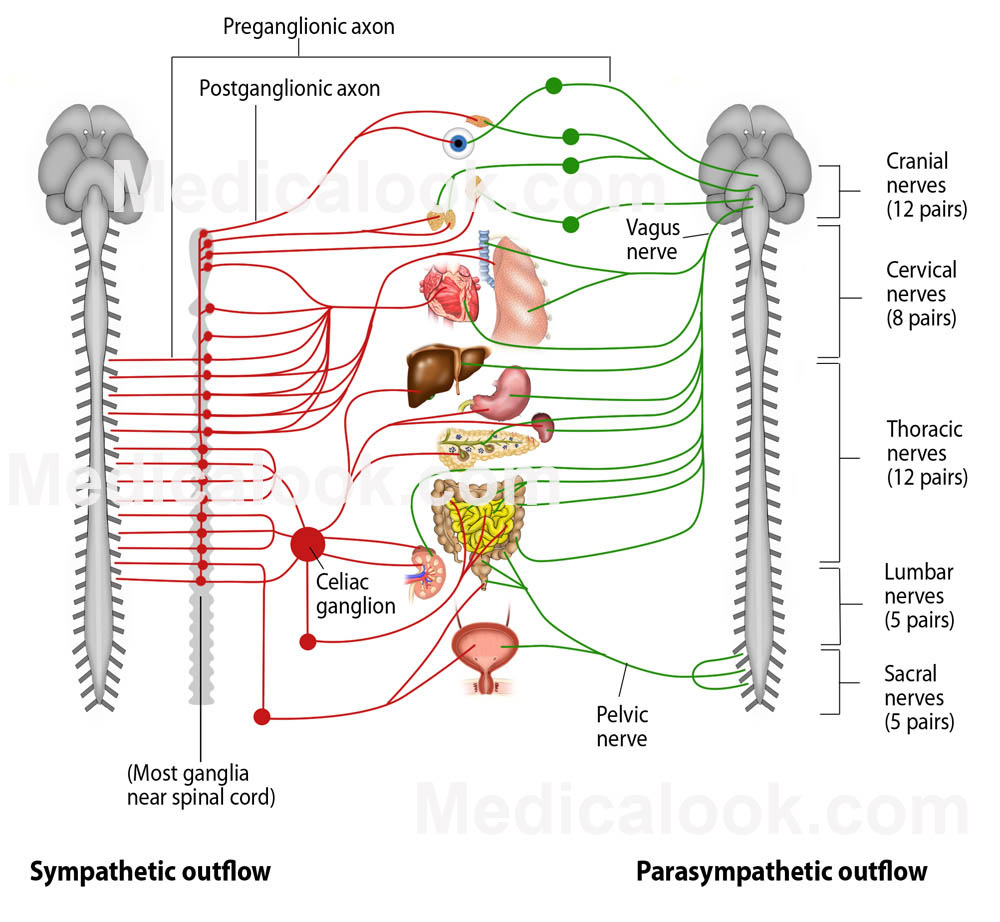 Preganglionic axon
Postganglionic axon
Medicalook.com
Cranial
nerves
(12 pairs)
Vagus
nerve
Cervical
nerves
(8 pairs)
Thoracic
nerves
(12 pairs)
Medicalook.com
Celiac
ganglion
Lumbar
nerves
(5 pairs)
Sacral
nerves
(5 pairs)
Pelvic
nerve
(Most ganglia
near spinal cord)
Medicalook.com
Sympathetic outflow
Parasympathetic outflow